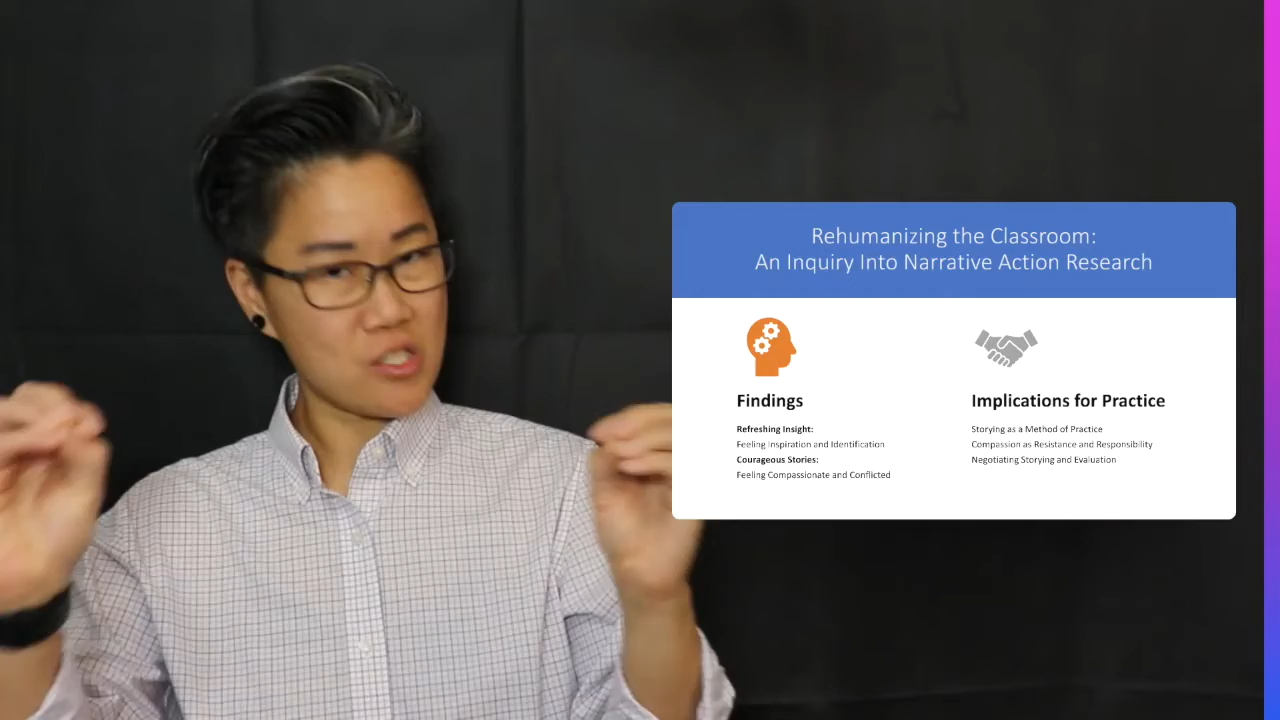 Rehumanizing the Classroom:
An Inquiry Into Narrative Action Research
Findings
Refreshing Insight:
Feeling Inspiration and Identification
Courageous Stories:
Feeling Compassionate and Conflicted
Implications for Practice
Storying as a Method of Practice
Compassion as Resistance and Responsibility
Negotiating Storying and Evaluation